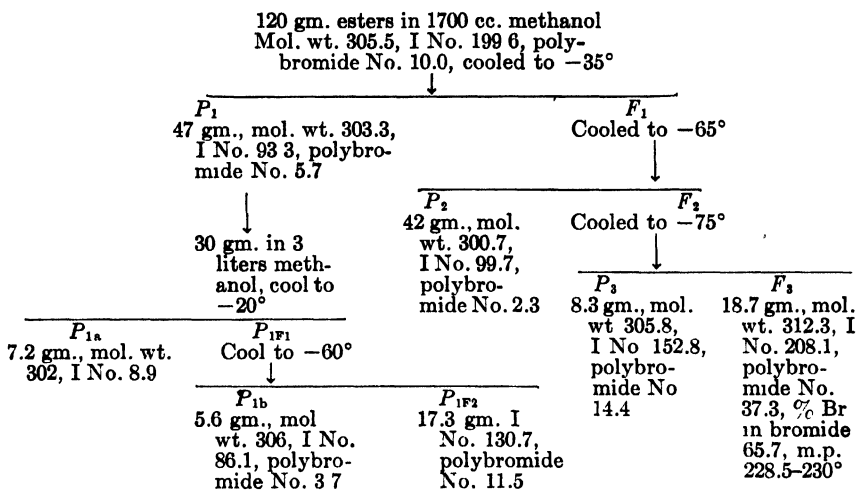 120 gm. esters in 1700 cc. methanol
Mol. wt. 305.5, I No. 199 6, poly-
bromide No. 10.0, cooled to −35°
P₁
47 gm., mol. wt. 303.3,
I No. 93 3, polybro-
mide No. 5.7
F₁
Cooled to −65°
30 gm. in 3
liters meth-
anol, cool to
−20°
P₂
42 gm., mol.
wt. 300.7,
I No. 99.7,
polybro-
mide No. 2.3
F₂
Cooled to −75°
P₃
8.3 gm., mol.
wt 305.8,
I No 152.8,
polybro-
mide No
14.4
F₃
18.7 gm., mol.
wt. 312.3, I
No. 208.1,
polybro-
mide No.
37.3, % Br
in bromide
65.7, m.p.
228.5–230°
P₁ₐ
7.2 gm., mol. wt.
302, I No. 8.9
P₁F₁
Cool to −60°
P₁b
5.6 gm., mol
wt. 306, I No.
86.1, polybro-
mide No. 3 7
P₁F₂
17.3 gm. I
No. 130.7,
polybromide
No. 11.5